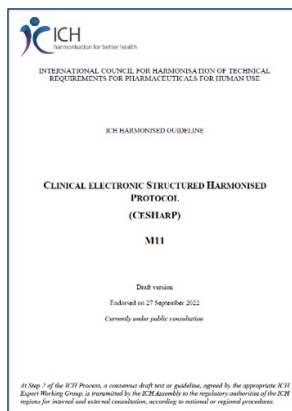 ICH
harmonisation for better health
INTERNATIONAL COUNCIL FOR HARMONISATION OF TECHNICAL
REQUIREMENTS FOR PHARMACEUTICALS FOR HUMAN USE
ICH HARMONISED GUIDELINE
CLINICAL ELECTRONIC STRUCTURED HARMONISED
PROTOCOL
(CESHARP)
M11
Draft version
Endorsed on 27 September 2022
Currently under public consultation
At Step 2 of the ICH Process, a consensus draft text or guideline, agreed by the appropriate ICH
Expert Working Group, is transmitted by the ICH Assembly to the regulatory authorities of the ICH
regions for internal and external consultation, according to national or regional procedures.